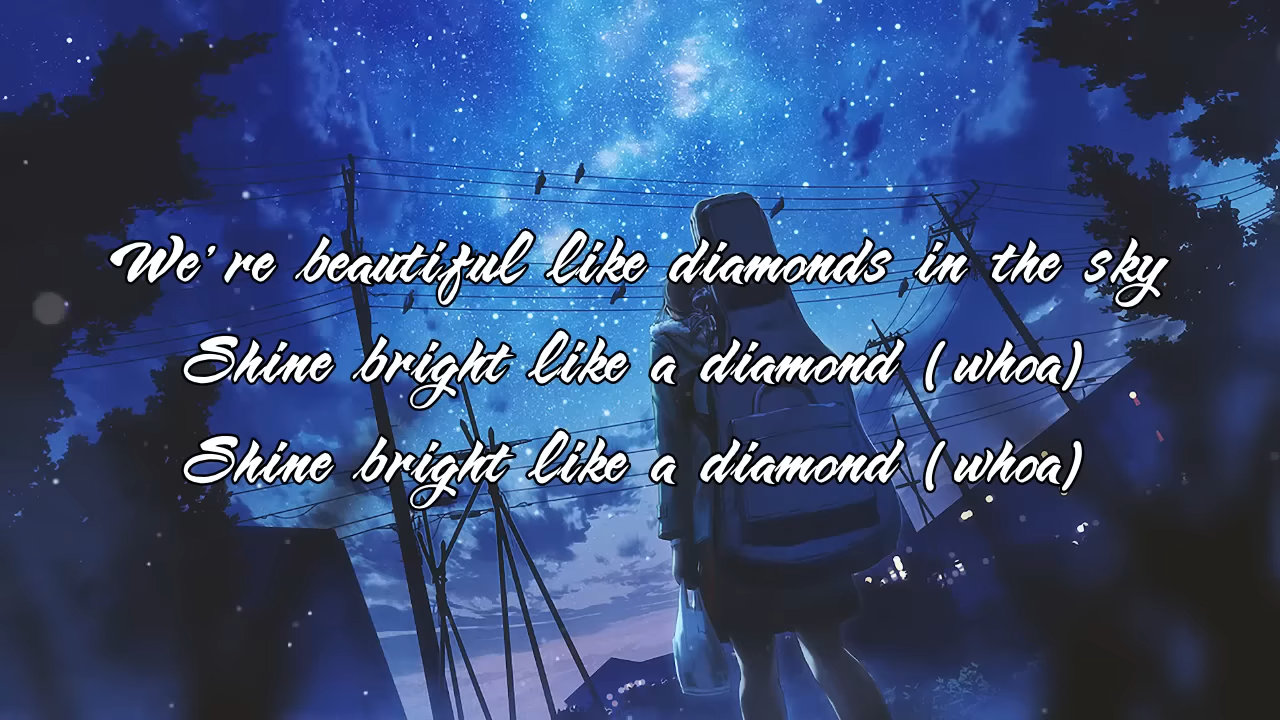 We're beautiful like diamonds in the sky
Shine bright like a diamond (whoa)
Shine bright like a diamond (whoa)